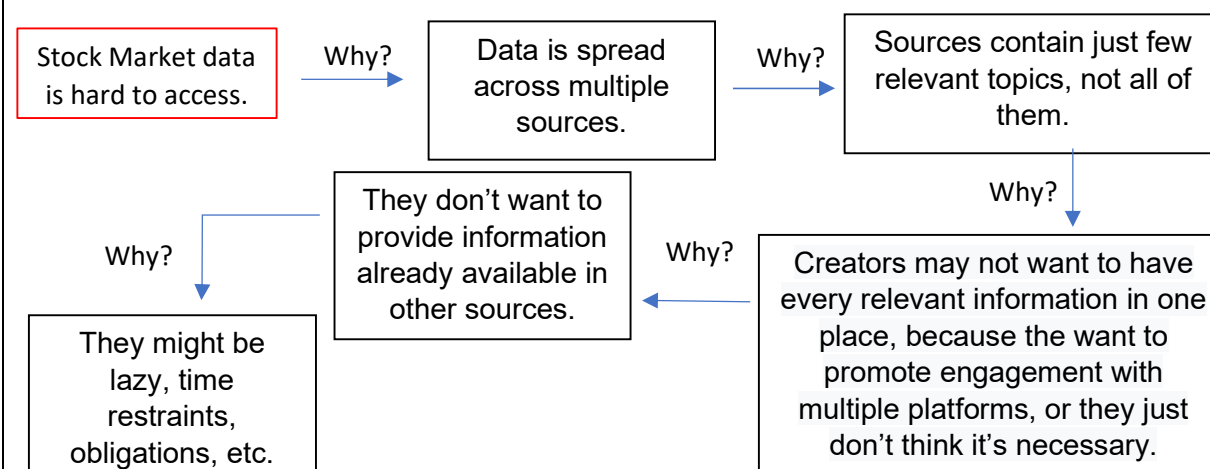 Stock Market data
is hard to access.
Why?
Data is spread
across multiple
sources.
Why?
Sources contain just few
relevant topics, not all of
them.
Why?
Creators may not want to have
every relevant information in one
place, because the want to
promote engagement with
multiple platforms, or they just
don't think it's necessary.
Why?
They don’t want to
provide information
already available in
other sources.
Why?
They might be
lazy, time
restraints,
obligations, etc.